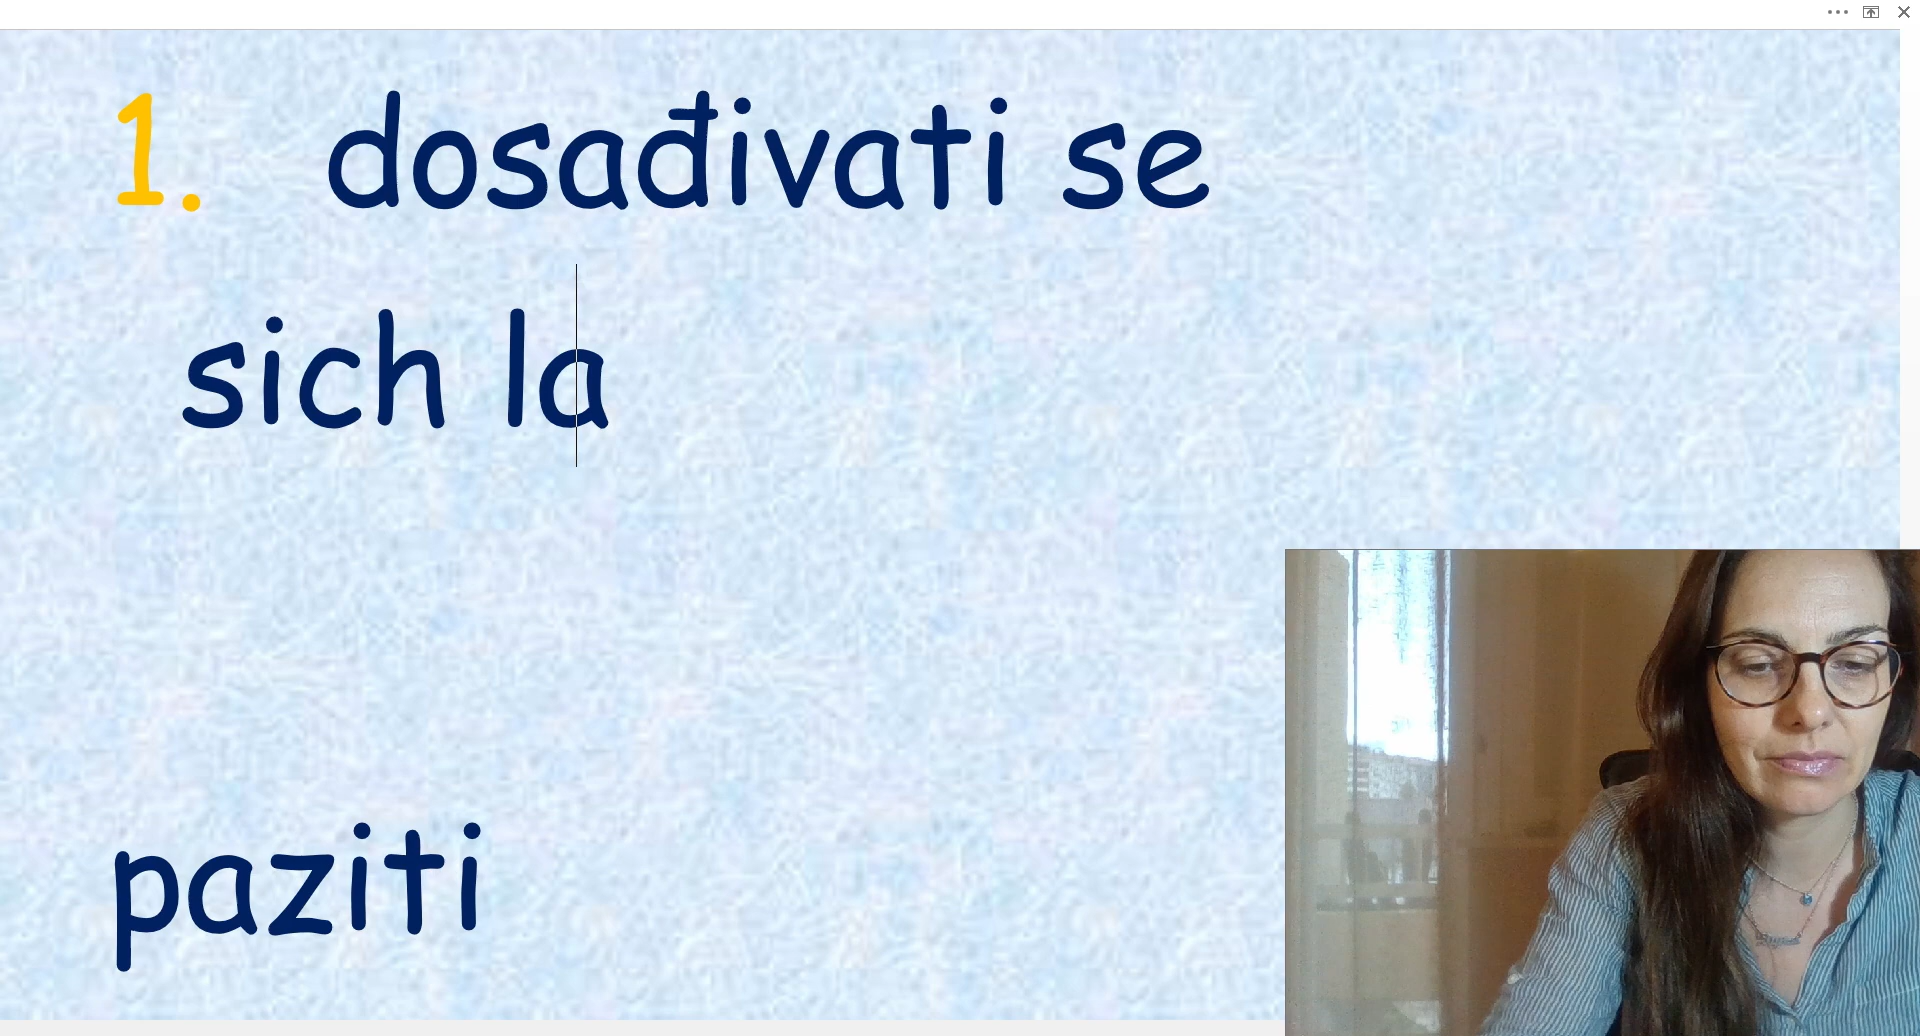 1. dosađivati se
sich la
paziti